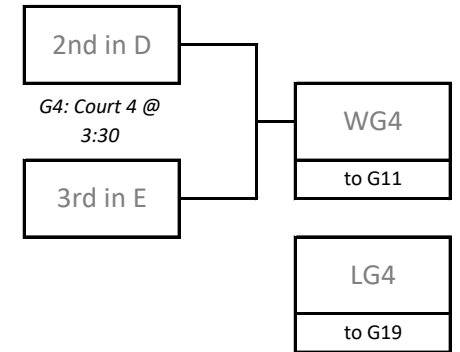 2nd in D
G4: Court 4 @
3:30
WG4
to G11
3rd in E
LG4
to G19